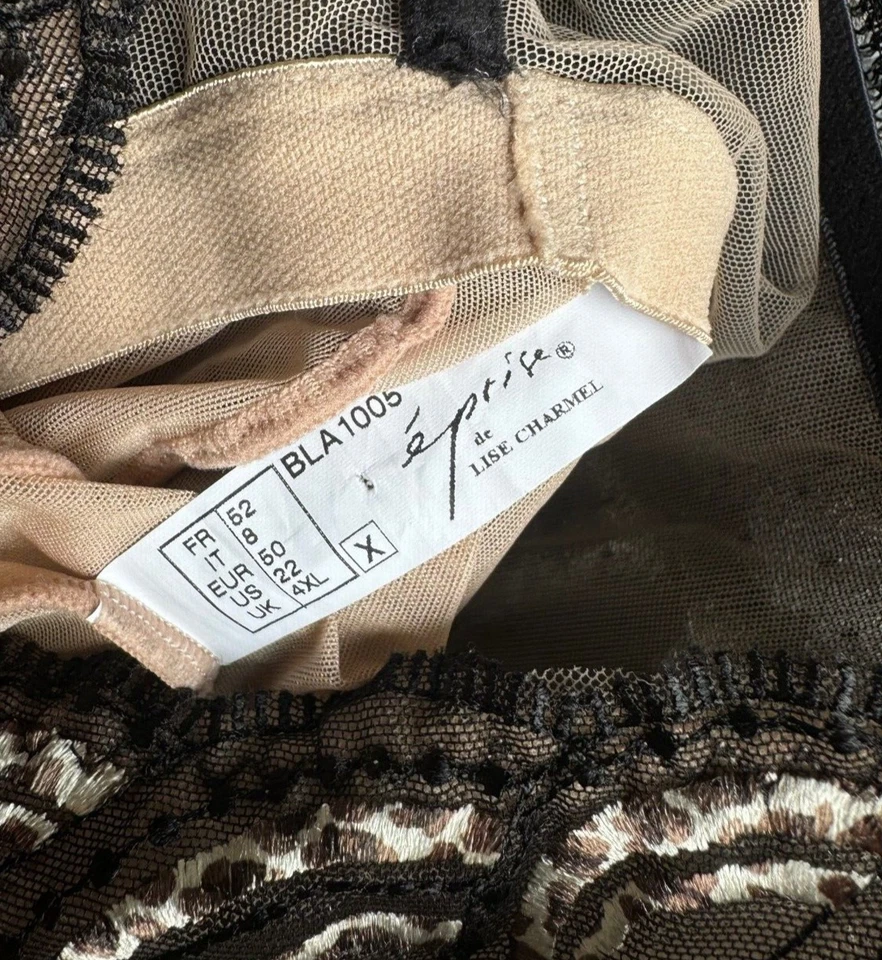 éprise®
de
LISE CHARMEL
BLA1005
FR 52
IT 8
EUR 50
US 22
UK 4XL
X